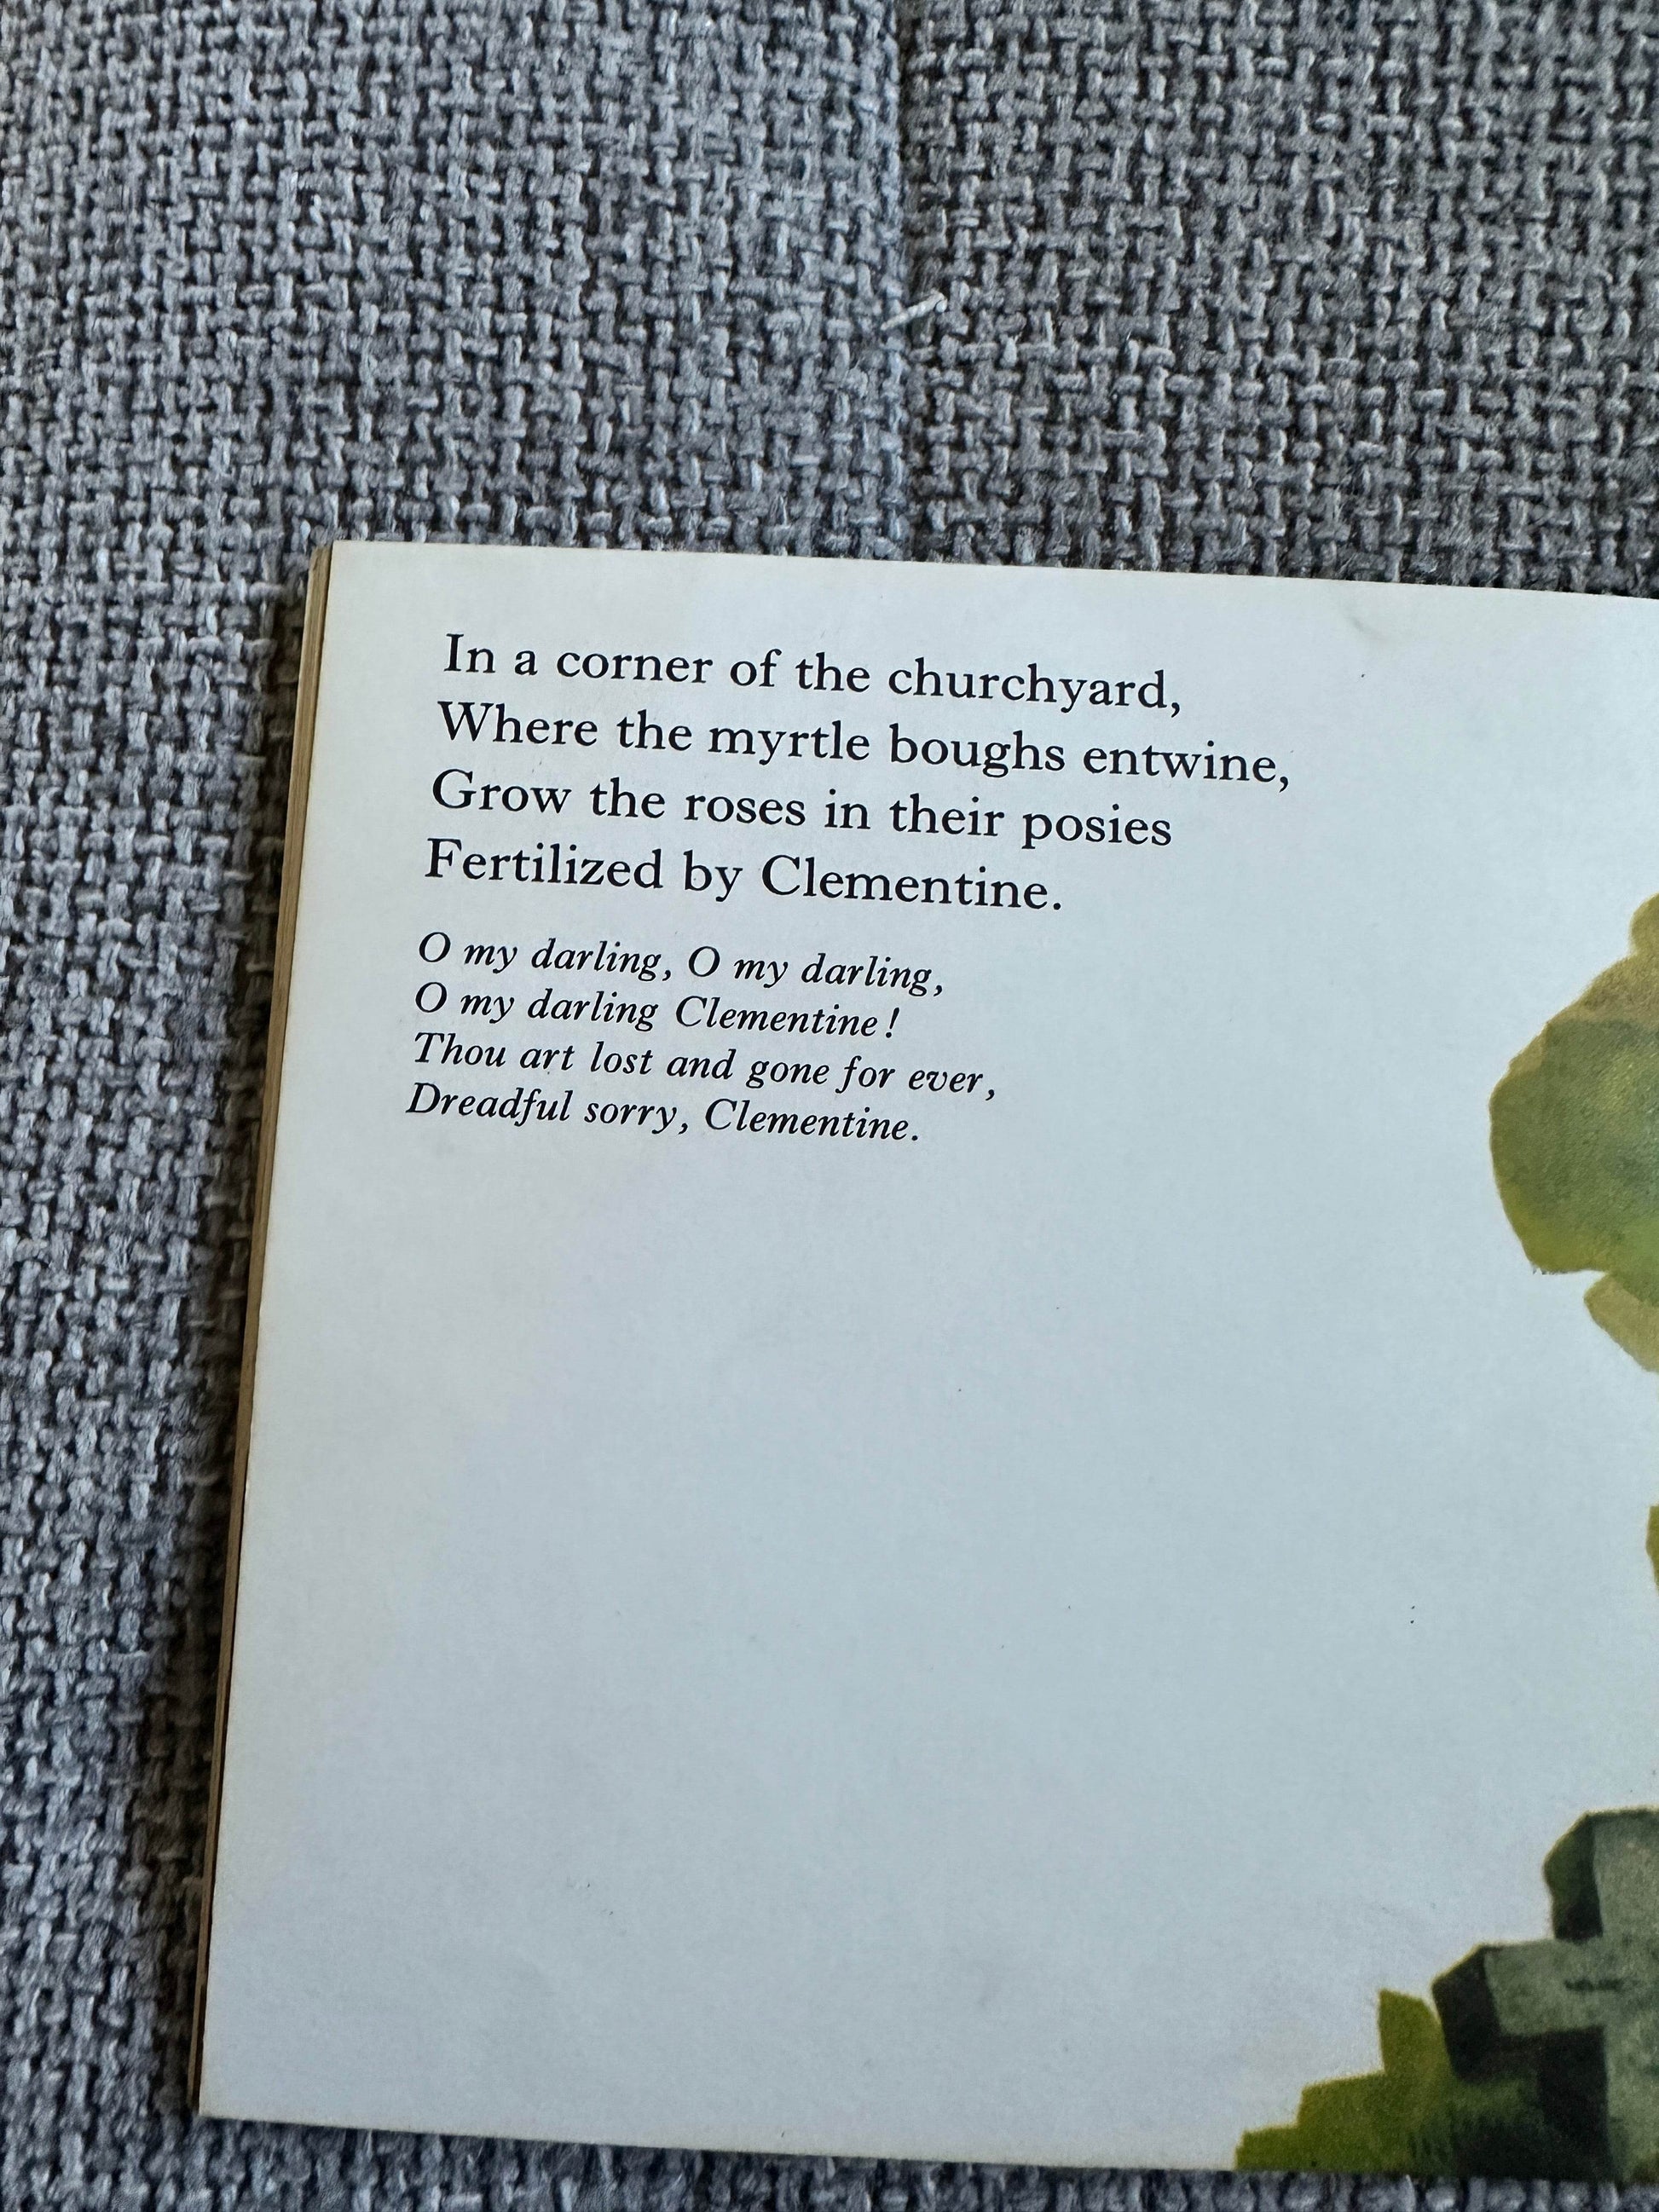 In a corner of the churchyard,
Where the myrtle boughs entwine,
Grow the roses in their posies
Fertilized by Clementine.
O my darling, O my darling,
O my darling Clementine!
Thou art lost and gone for ever,
Dreadful sorry, Clementine.